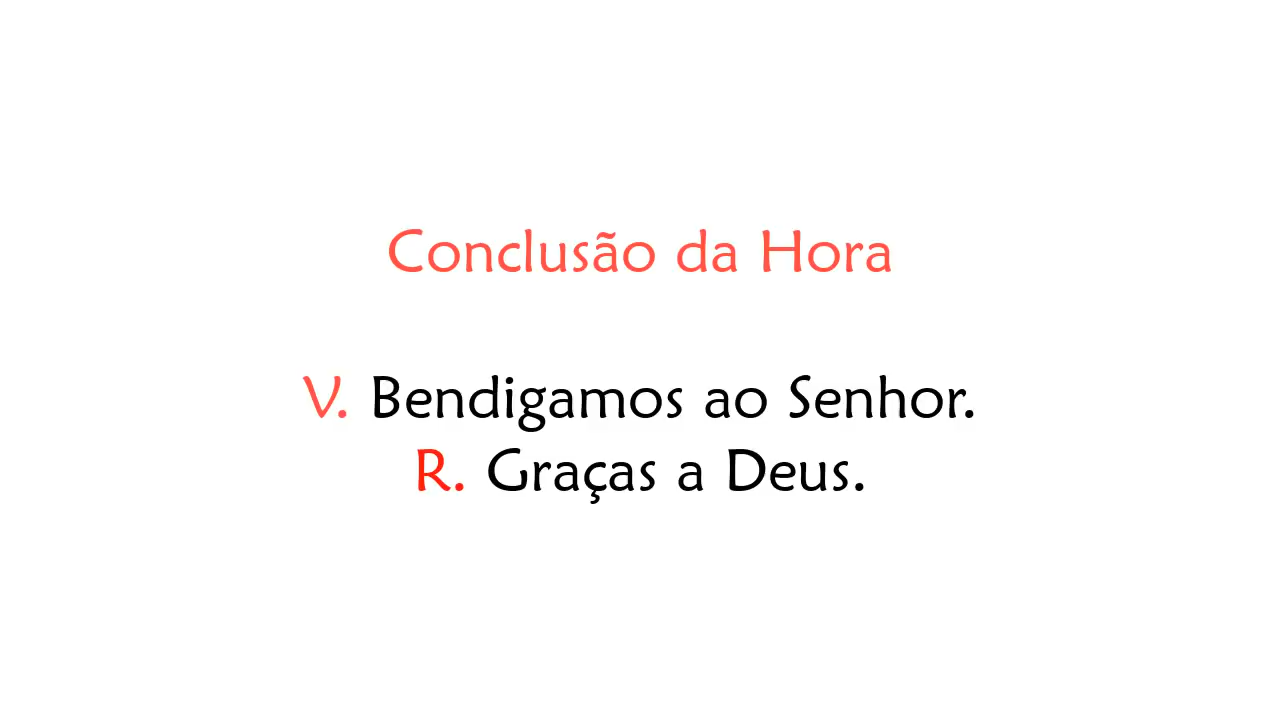 Conclusão da Hora
V. Bendigamos ao Senhor.
R. Graças a Deus.